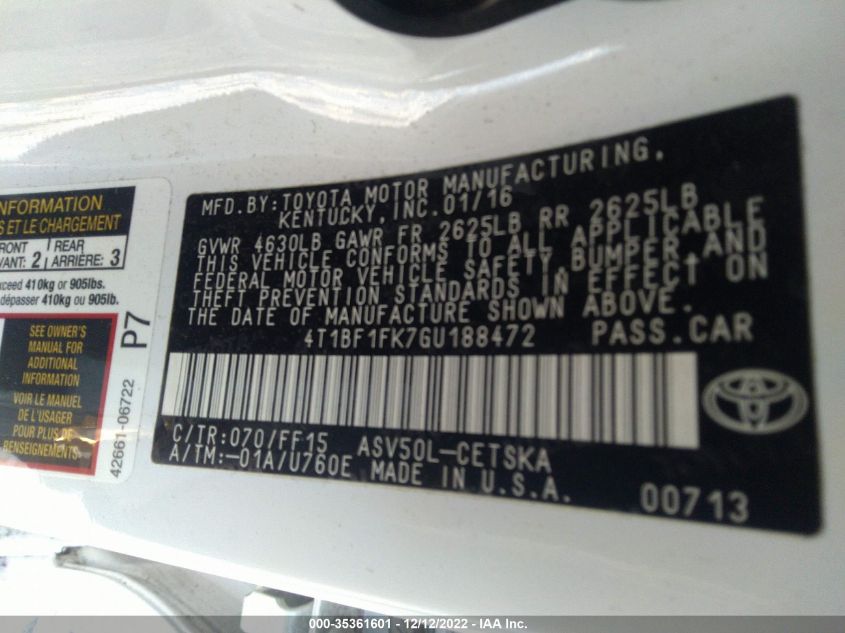 INFORMATION
S ET LE CHARGEMENT
FRONT REAR
VANT: 2 ARRIÈRE: 3
xceed 410kg or 905lbs.
dépasser 410kg ou 905lb.
SEE OWNER'S
MANUAL FOR
ADDITIONAL
INFORMATION
VOIR LE MANUEL
DE L'USAGER
POUR PLUS DE
RENSEIGNEMENTS
P7
42661-06722
MFD.BY:TOYOTA MOTOR MANUFACTURING,
KENTUCKY,INC.01/16
GVWR 4630LB GAWR FR 2625LB RR 2625LB
THIS VEHICLE CONFORMS TO ALL APPLICABLE
FEDERAL MOTOR VEHICLE SAFETY,BUMPER,AND
THEFT PREVENTION STANDARDS IN EFFECT ON
THE DATE OF MANUFACTURE SHOWN ABOVE.
4T1BF1FK7GU188472 PASS.CAR
C/TR:070/FF15 ASV50L-CETSKA
A/TM:-01A/U760E MADE IN U.S.A.
00713
000-35361601 - 12/12/2022 - IAA Inc.